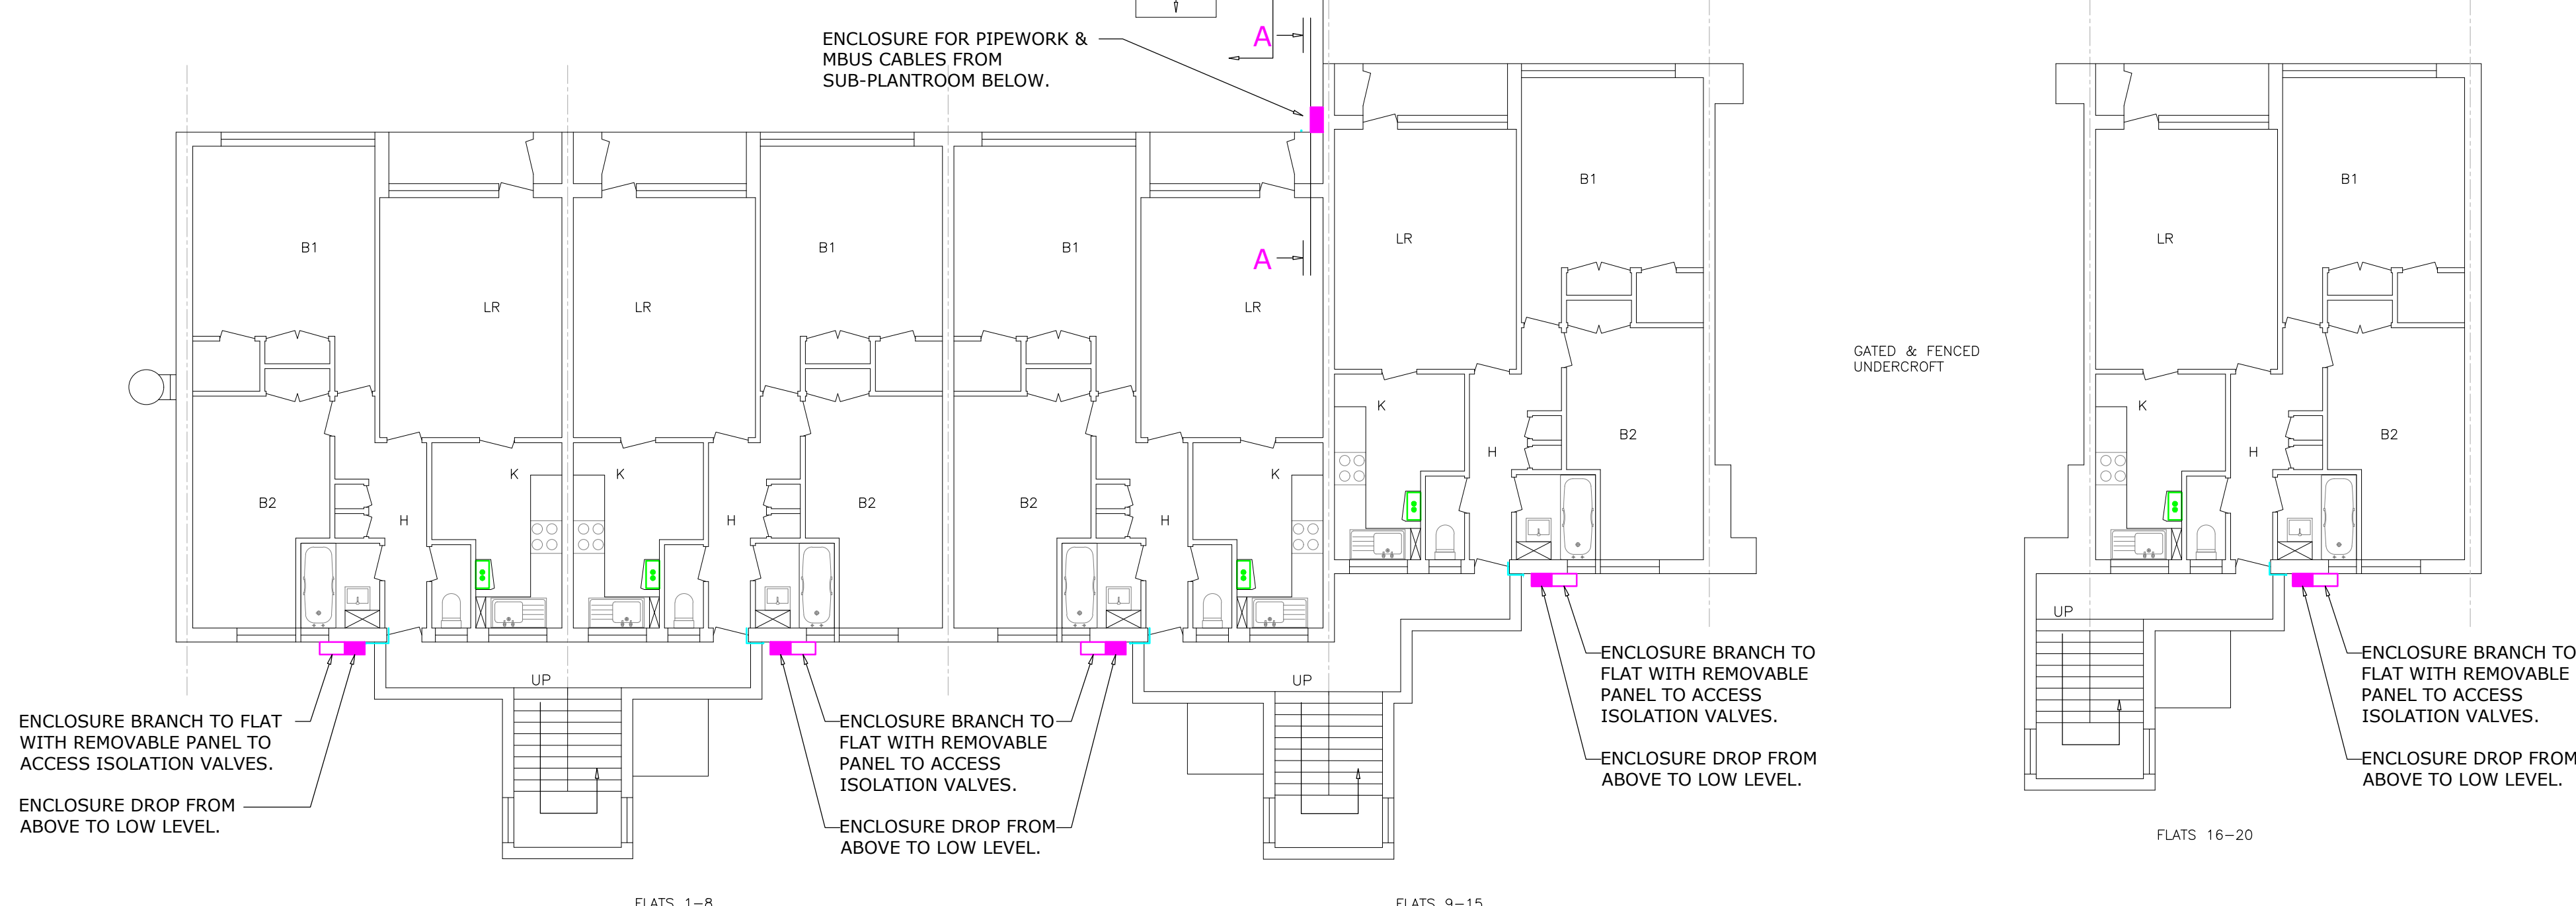 ENCLOSURE FOR PIPEWORK &
MBUS CABLES FROM
SUB-PLANTROOM BELOW.
A
A
B1
LR
LR
B1
B1
LR
LR
B1
LR
B1
GATED & FENCED
UNDERCROFT
B2
H
K
K
H
B2
B2
H
K
K
H
B2
K
H
B2
UP
UP
UP
ENCLOSURE BRANCH TO FLAT
WITH REMOVABLE PANEL TO
ACCESS ISOLATION VALVES.
ENCLOSURE DROP FROM
ABOVE TO LOW LEVEL.
ENCLOSURE BRANCH TO
FLAT WITH REMOVABLE
PANEL TO ACCESS
ISOLATION VALVES.
ENCLOSURE DROP FROM
ABOVE TO LOW LEVEL.
ENCLOSURE BRANCH TO
FLAT WITH REMOVABLE
PANEL TO ACCESS
ISOLATION VALVES.
ENCLOSURE DROP FROM
ABOVE TO LOW LEVEL.
ENCLOSURE BRANCH TO
FLAT WITH REMOVABLE
PANEL TO ACCESS
ISOLATION VALVES.
ENCLOSURE DROP FROM
ABOVE TO LOW LEVEL.
FLATS 16-20
FLATS 1-8
FLATS 9-15